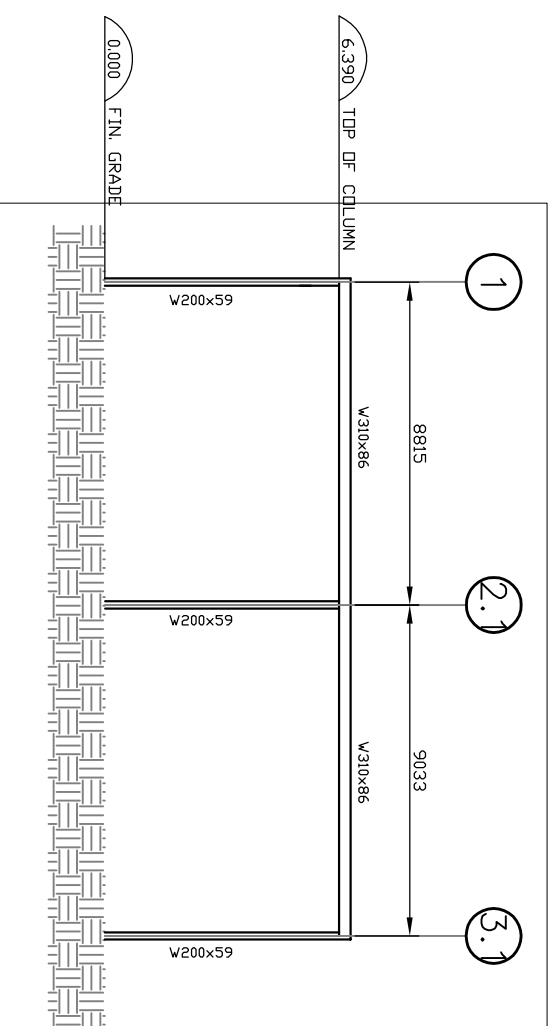 1
2.1
3.1
8815
9033
6.390 TOP OF COLUMN
W310x86
W310x86
W200x59
W200x59
W200x59
0.000 FIN. GRADE